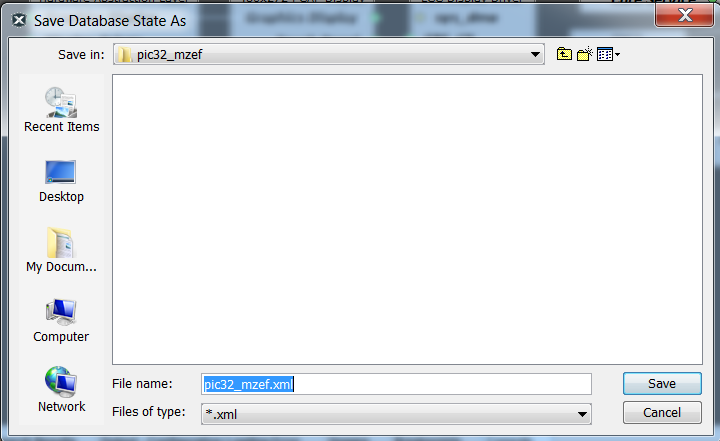 Save Database State As
Save in:
pic32_mzef
Recent Items
Desktop
My Docum...
Computer
Network
File name:
pic32_mzef.xml
Save
Files of type:
*.xml
Cancel